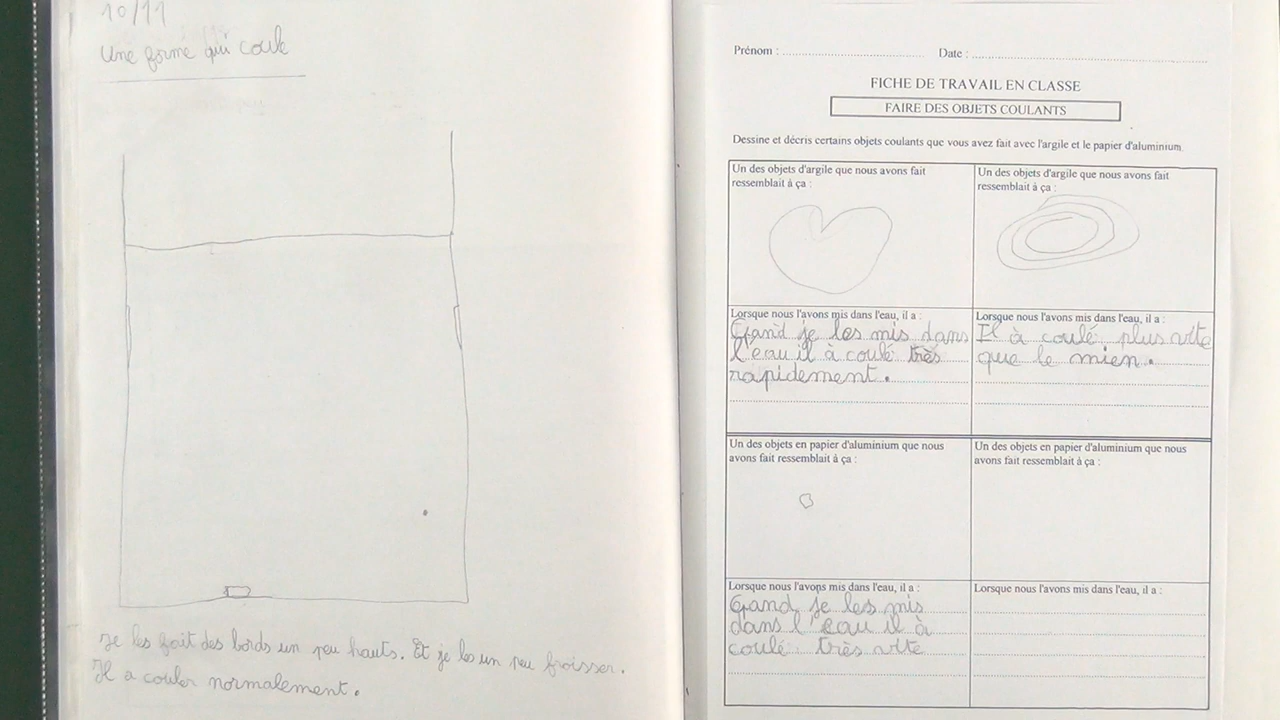 10/11
Une forme qui coule
Je les fait des bords un peu hauts. Et je les un peu froisser.
Il a couler normalement.
Prénom : Date :
FICHE DE TRAVAIL EN CLASSE
FAIRE DES OBJETS COULANTS
Dessine et décris certains objets coulants que vous avez fait avec l'argile et le papier d'aluminium.
Un des objets d'argile que nous avons fait
ressemblait à ça :
Un des objets d'argile que nous avons fait
ressemblait à ça :
Lorsque nous l'avons mis dans l'eau, il a :
Gand je les mis dans
l'eau il à coulé très
rapidement.
Lorsque nous l'avons mis dans l'eau, il a :
Il à coulé plus vite
que le mien.
Un des objets en papier d'aluminium que nous
avons fait ressemblait à ça :
Un des objets en papier d'aluminium que nous
avons fait ressemblait à ça :
Lorsque nous l'avons mis dans l'eau, il a :
Gand je les mis
dans l'eau il à
coulé très vite
Lorsque nous l'avons mis dans l'eau, il a :